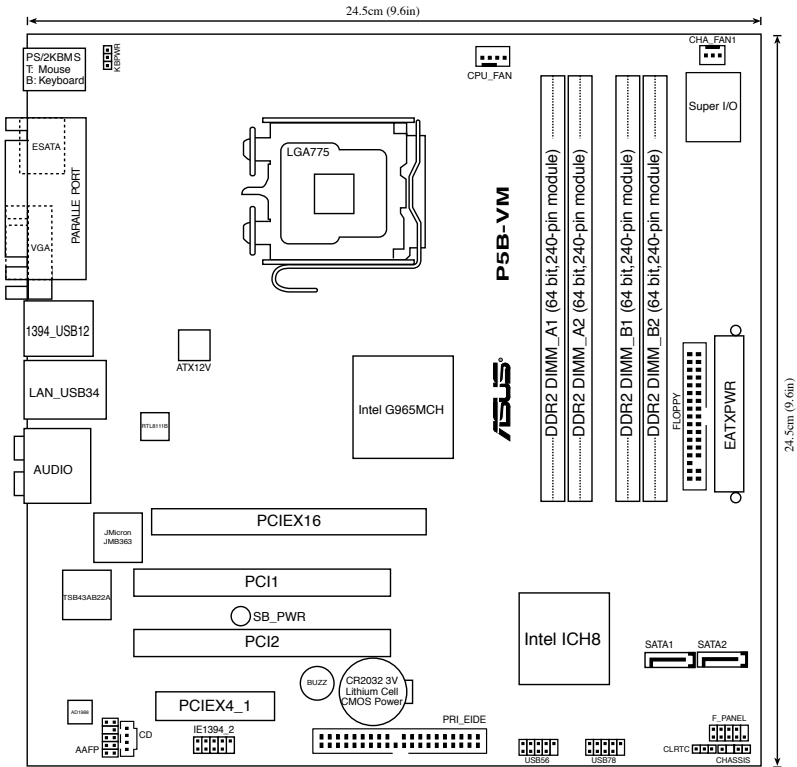 24.5cm (9.6in)
PS/2KBMS
T: Mouse
B: Keyboard
KBPWR
CPU_FAN
CHA_FAN1
Super I/O
ESATA
PARALLE PORT
VGA
LGA775
P5B-VM
DDR2 DIMM_A1 (64 bit,240-pin module)
DDR2 DIMM_A2 (64 bit,240-pin module)
DDR2 DIMM_B1 (64 bit,240-pin module)
DDR2 DIMM_B2 (64 bit,240-pin module)
1394_USB12
ATX12V
LAN_USB34
Intel G965MCH
ASUS®
FLOPPY
EATXPWR
24.5cm (9.6in)
RTL8111B
AUDIO
PCIEX16
JMicron
JMB363
PCI1
TSB43AB22A
SB_PWR
PCI2
Intel ICH8
SATA1
SATA2
BUZZ
CR2032 3V
Lithium Cell
CMOS Power
PCIEX4_1
AD1988
CD
AAFP
IE1394_2
PRI_EIDE
USB56
USB78
F_PANEL
CLRTC
CHASSIS